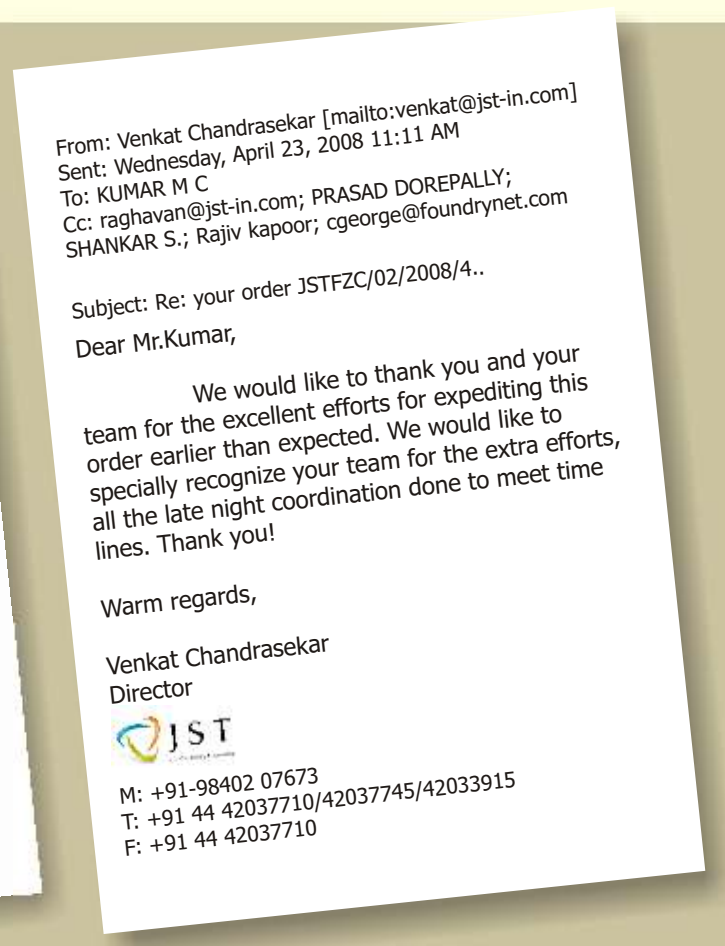 From: Venkat Chandrasekar [mailto:venkat@jst-in.com]
Sent: Wednesday, April 23, 2008 11:11 AM
To: KUMAR M C
Cc: raghavan@jst-in.com; PRASAD DOREPALLY;
SHANKAR S.; Rajiv kapoor; cgeorge@foundrynet.com
Subject: Re: your order JSTFZC/02/2008/4..
Dear Mr.Kumar,
We would like to thank you and your
team for the excellent efforts for expediting this
order earlier than expected. We would like to
specially recognize your team for the extra efforts,
all the late night coordination done to meet time
lines. Thank you!
Warm regards,
Venkat Chandrasekar
Director
JST
M: +91-98402 07673
T: +91 44 42037710/42037745/42033915
F: +91 44 42037710